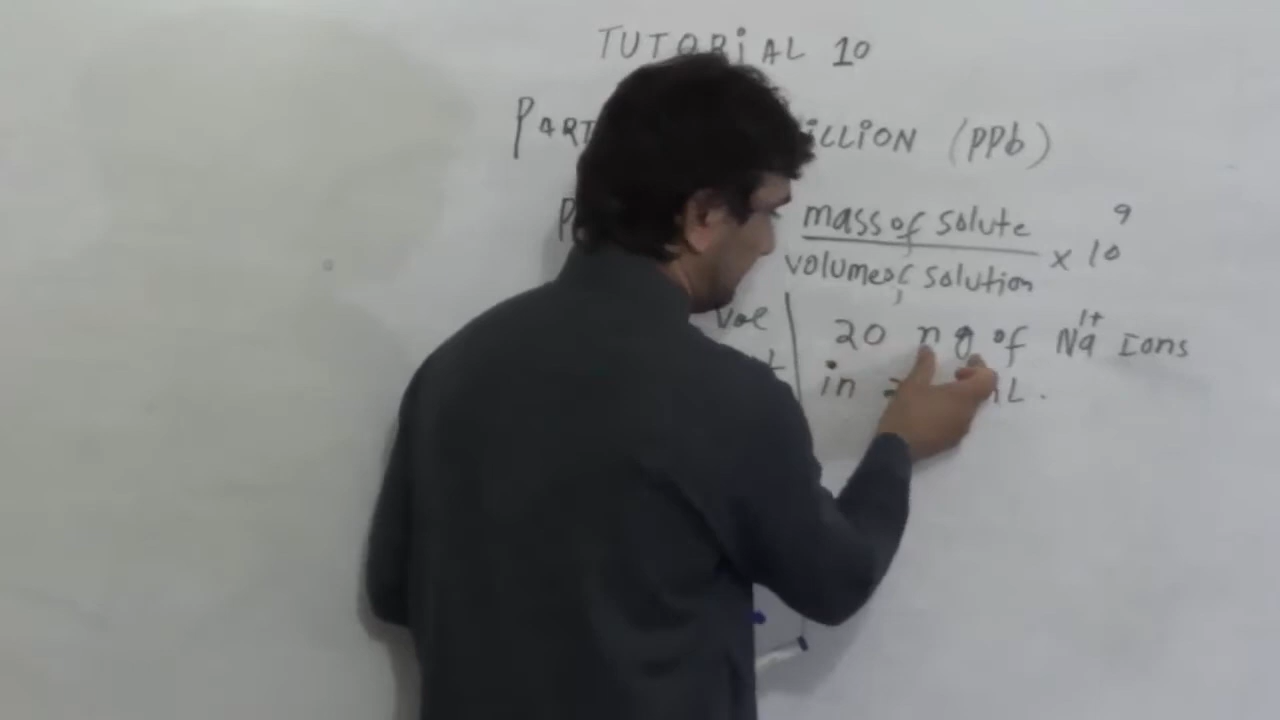 TUTORiAL 10
PART iLLiON (PPb)
mass of Solute
volume of Solution × 10⁹
vol
20 ng of Na¹⁺ Ions
in L.